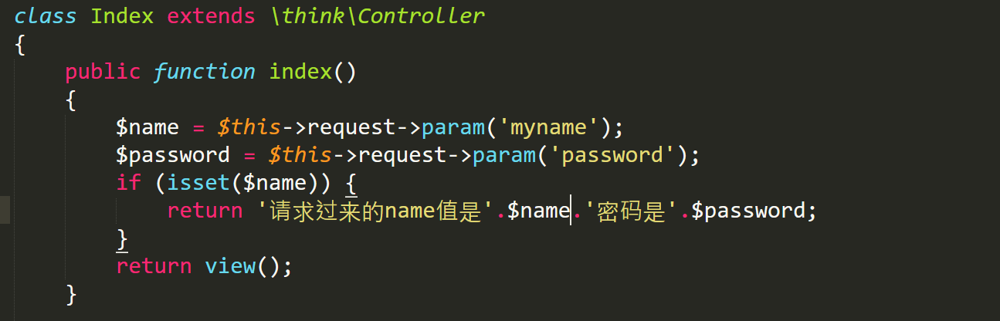 class Index extends \think\Controller
{
    public function index()
    {
        $name = $this->request->param('myname');
        $password = $this->request->param('password');
        if (isset($name)) {
            return '请求过来的name值是'.$name.'密码是'.$password;
        }
        return view();
    }